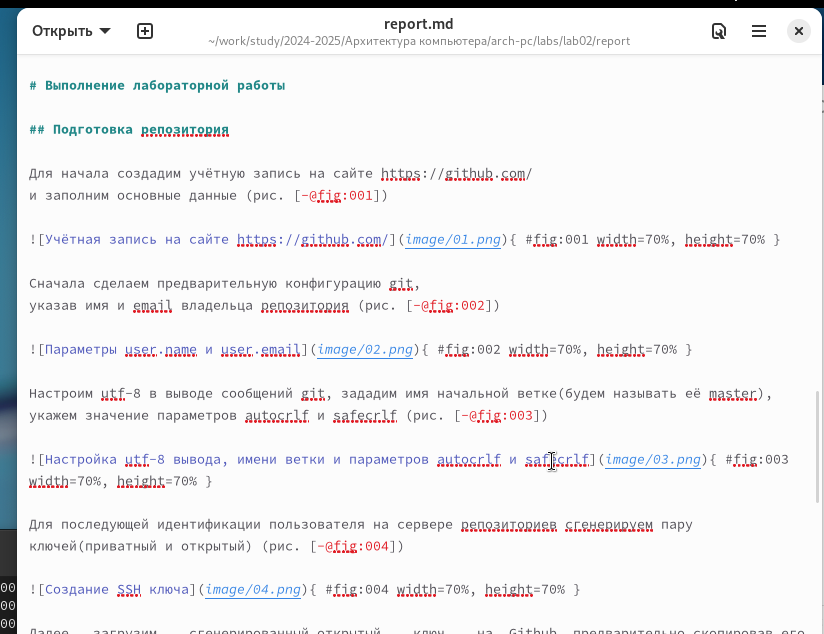 Открыть
report.md
~/work/study/2024-2025/Архитектура компьютера/arch-pc/labs/lab02/report
# Выполнение лабораторной работы
## Подготовка репозитория
Для начала создадим учётную запись на сайте https://github.com/
и заполним основные данные (рис. [-@fig:001])
![Учётная запись на сайте https://github.com/](image/01.png){ #fig:001 width=70%, height=70% }
Сначала сделаем предварительную конфигурацию git,
указав имя и email владельца репозитория (рис. [-@fig:002])
![Параметры user.name и user.email](image/02.png){ #fig:002 width=70%, height=70% }
Настроим utf-8 в выводе сообщений git, зададим имя начальной ветке(будем называть её master),
укажем значение параметров autocrlf и safecrlf (рис. [-@fig:003])
![Настройка utf-8 вывода, имени ветки и параметров autocrlf и safecrlf](image/03.png){ #fig:003
width=70%, height=70% }
Для последующей идентификации пользователя на сервере репозиториев сгенерируем пару
ключей(приватный и открытый) (рис. [-@fig:004])
![Создание SSH ключа](image/04.png){ #fig:004 width=70%, height=70% }
Далее загрузим сгенерированный открытый ключ на Github, предварительно скопировав его
00
00
00